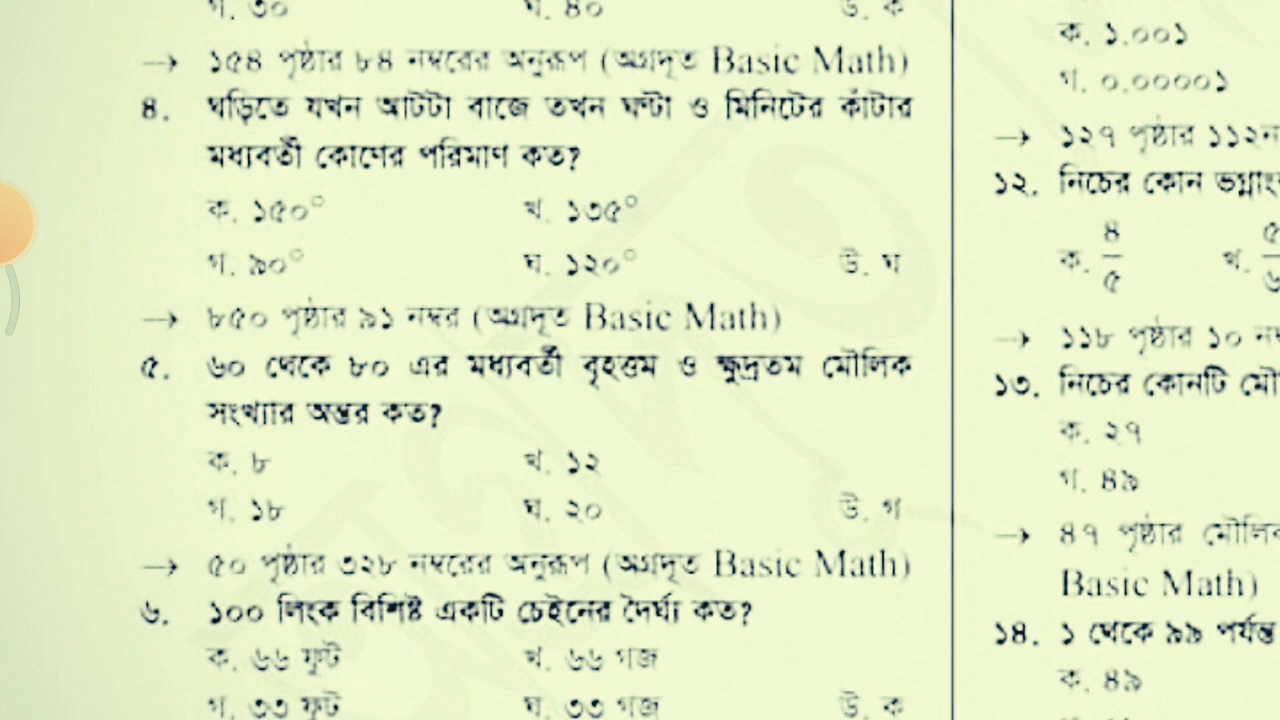 গ. ৩০ ঘ. ৪০ উ. ক
→ ১৫৪ পৃষ্ঠার ৮৪ নম্বরের অনুরূপ (অগ্রদূত Basic Math)
৪. ঘড়িতে যখন আটটা বাজে তখন ঘন্টা ও মিনিটের কাঁটার
মধ্যবর্তী কোণের পরিমাণ কত?
ক. ১৫০° খ. ১৩৫°
গ. ৯০° ঘ. ১২০° উ. ঘ
→ ৮৫০ পৃষ্ঠার ৯১ নম্বর (অগ্রদূত Basic Math)
৫. ৬০ থেকে ৮০ এর মধ্যবর্তী বৃহত্তম ও ক্ষুদ্রতম মৌলিক
সংখ্যার অন্তর কত?
ক. ৮ খ. ১২
গ. ১৮ ঘ. ২০ উ. গ
→ ৫০ পৃষ্ঠার ৩২৮ নম্বরের অনুরূপ (অগ্রদূত Basic Math)
৬. ১০০ লিংক বিশিষ্ট একটি চেইনের দৈর্ঘ্য কত?
ক. ৬৬ ফুট খ. ৬৬ গজ
গ. ৩৩ ফুট ঘ. ৩৩ গজ উ. ক
ক. ১.০০১
গ. ০.০০০০১
→ ১২৭ পৃষ্ঠার ১১২
১২. নিচের কোন
ক. ৪/৫ খ.
→ ১১৮ পৃষ্ঠার ১০
১৩. নিচের কোনটি
ক. ২৭
গ. ৪৯
→ ৪৭ পৃষ্ঠার
Basic Math)
১৪. ১ থেকে ৯৯ পর্যন্ত
ক. ৪৯